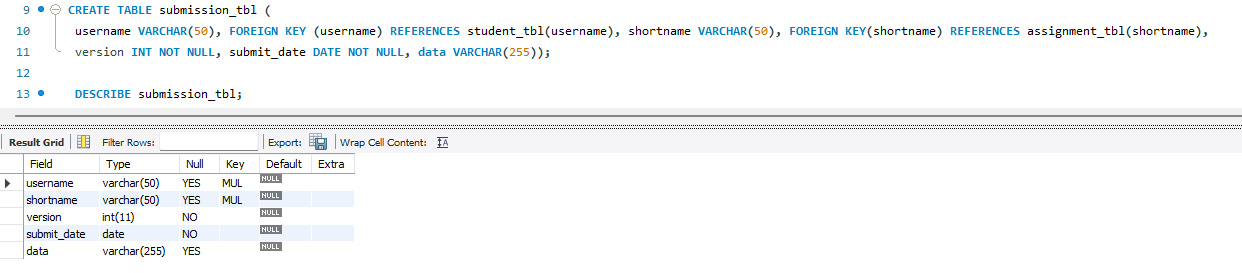 9 CREATE TABLE submission_tbl (
10 username VARCHAR(50), FOREIGN KEY (username) REFERENCES student_tbl(username), shortname VARCHAR(50), FOREIGN KEY(shortname) REFERENCES assignment_tbl(shortname),
11 version INT NOT NULL, submit_date DATE NOT NULL, data VARCHAR(255));
12
13 DESCRIBE submission_tbl;
Result Grid Filter Rows: Export: Wrap Cell Content: IA
Field Type Null Key Default Extra
username varchar(50) YES MUL NULL
shortname varchar(50) YES MUL NULL
version int(11) NO NULL
submit_date date NO NULL
data varchar(255) YES NULL